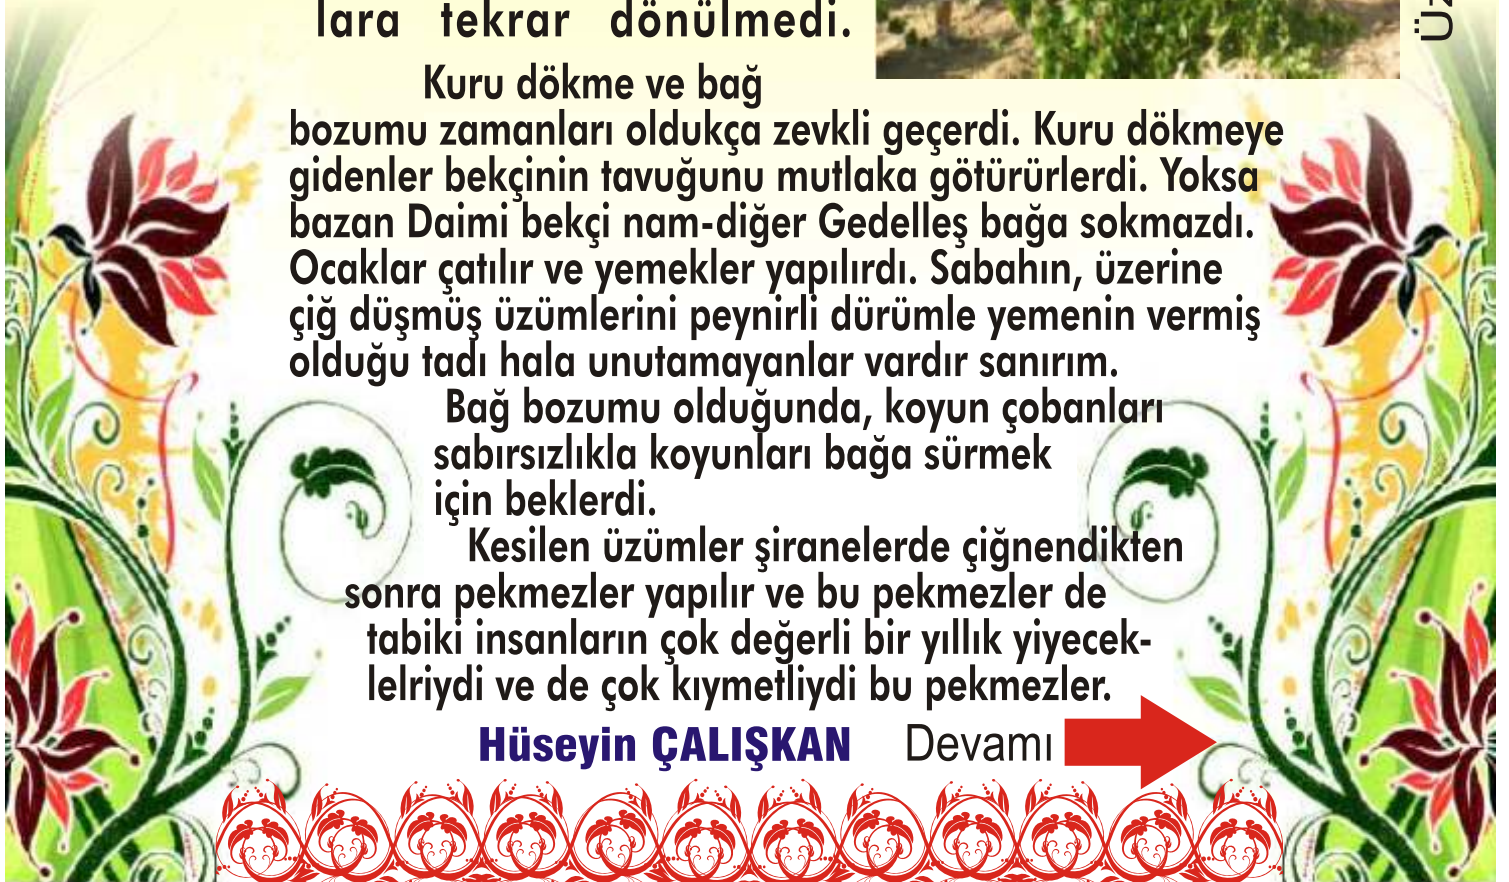 lara tekrar dönülmedi.
Üz
Kuru dökme ve bağ
bozumu zamanları oldukça zevkli geçerdi. Kuru dökmeye
gidenler bekçinin tavuğunu mutlaka götürürlerdi. Yoksa
bazan Daimi bekçi nam-diğer Gedelleş bağa sokmazdı.
Ocaklar çatılır ve yemekler yapılırdı. Sabahın, üzerine
çiğ düşmüş üzümlerini peynirli dürümle yemenin vermiş
olduğu tadı hala unutamayanlar vardır sanırım.
Bağ bozumu olduğunda, koyun çobanları
sabırsızlıkla koyunları bağa sürmek
için beklerdi.
Kesilen üzümler şiranelerde çiğnendikten
sonra pekmezler yapılır ve bu pekmezler de
tabiki insanların çok değerli bir yıllık yiyecek-
lelriydi ve de çok kıymetliydi bu pekmezler.
Hüseyin ÇALIŞKAN Devamı